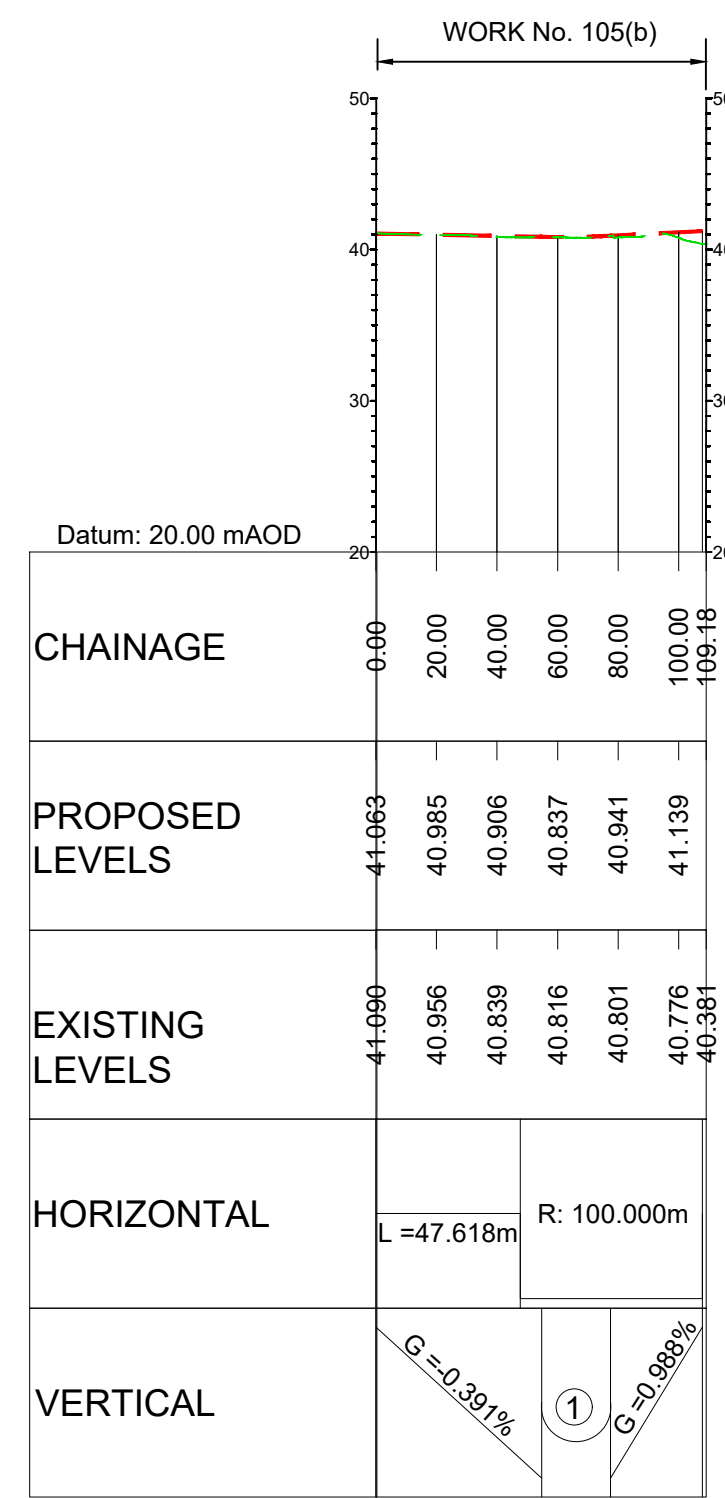 WORK No. 105(b)
50
50
40
40
30
30
20
20
Datum: 20.00 mAOD
CHAINAGE
0.00 20.00 40.00 60.00 80.00 100.00 109.18
PROPOSED
LEVELS
41.063 40.985 40.906 40.837 40.941 41.139
EXISTING
LEVELS
41.090 40.956 40.839 40.816 40.801 40.776 40.381
HORIZONTAL
L =47.618m
R: 100.000m
VERTICAL
G =-0.391%
1
G =0.988%